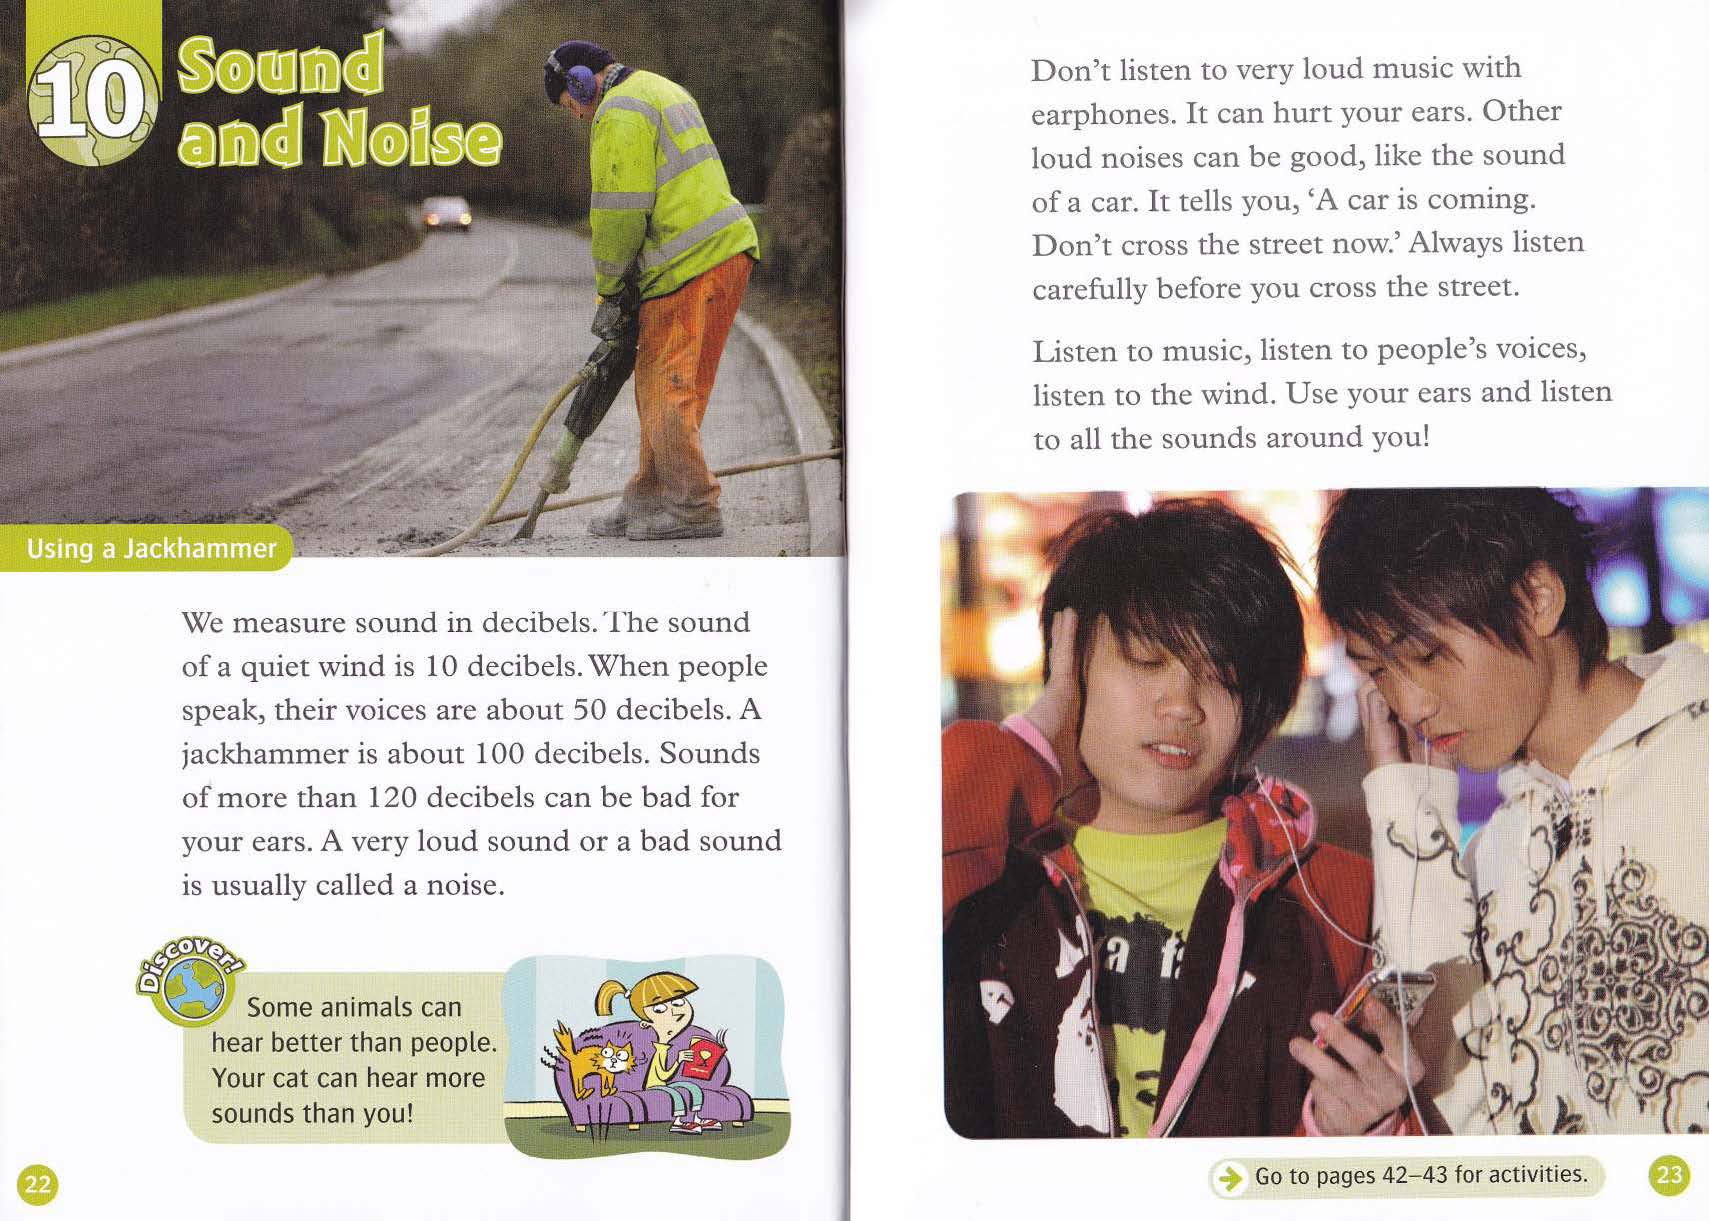 10
Sound
and Noise
Using a Jackhammer
We measure sound in decibels. The sound
of a quiet wind is 10 decibels. When people
speak, their voices are about 50 decibels. A
jackhammer is about 100 decibels. Sounds
of more than 120 decibels can be bad for
your ears. A very loud sound or a bad sound
is usually called a noise.
Discover!
Some animals can
hear better than people.
Your cat can hear more
sounds than you!
22
Don't listen to very loud music with
earphones. It can hurt your ears. Other
loud noises can be good, like the sound
of a car. It tells you, ‘A car is coming.
Don't cross the street now.’ Always listen
carefully before you cross the street.
Listen to music, listen to people's voices,
listen to the wind. Use your ears and listen
to all the sounds around you!
Go to pages 42–43 for activities.
23